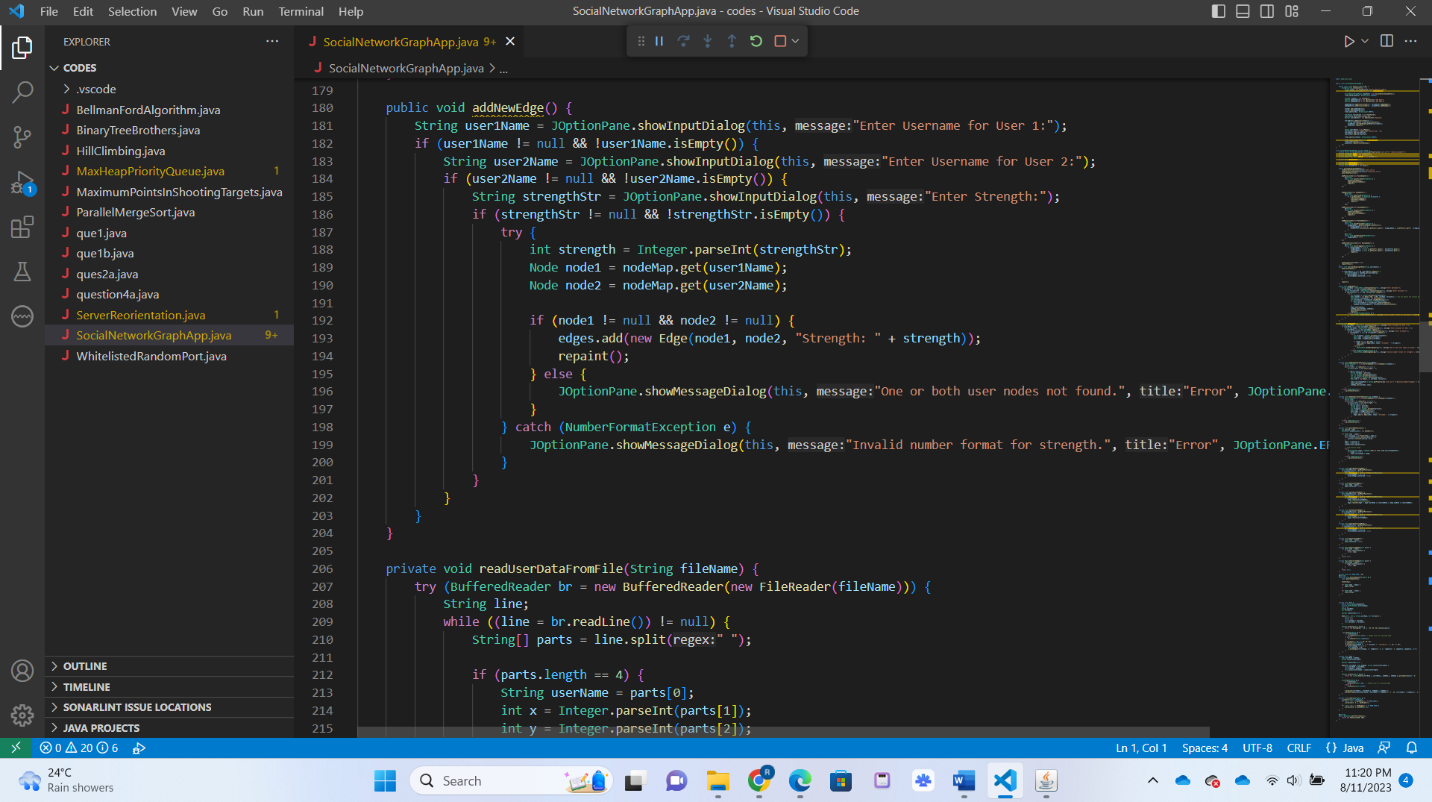 File Edit Selection View Go Run Terminal Help
SocialNetworkGraphApp.java - codes - Visual Studio Code
EXPLORER
SocialNetworkGraphApp.java 9+
CODES
SocialNetworkGraphApp.java > ...
.vscode
BellmanFordAlgorithm.java
BinaryTreeBrothers.java
HillClimbing.java
MaxHeapPriorityQueue.java 1
MaximumPointsInShootingTargets.java
ParallelMergeSort.java
que1.java
que1b.java
ques2a.java
question4a.java
ServerReorientation.java 1
SocialNetworkGraphApp.java 9+
WhitelistedRandomPort.java
1
OUTLINE
TIMELINE
SONARLINT ISSUE LOCATIONS
JAVA PROJECTS
179
180 public void addNewEdge() {
181 String user1Name = JOptionPane.showInputDialog(this, message:"Enter Username for User 1:");
182 if (user1Name != null && !user1Name.isEmpty()) {
183 String user2Name = JOptionPane.showInputDialog(this, message:"Enter Username for User 2:");
184 if (user2Name != null && !user2Name.isEmpty()) {
185 String strengthStr = JOptionPane.showInputDialog(this, message:"Enter Strength:");
186 if (strengthStr != null && !strengthStr.isEmpty()) {
187 try {
188 int strength = Integer.parseInt(strengthStr);
189 Node node1 = nodeMap.get(user1Name);
190 Node node2 = nodeMap.get(user2Name);
191
192 if (node1 != null && node2 != null) {
193 edges.add(new Edge(node1, node2, "Strength: " + strength));
194 repaint();
195 } else {
196 JOptionPane.showMessageDialog(this, message:"One or both user nodes not found.", title:"Error", JOptionPane.
197 }
198 } catch (NumberFormatException e) {
199 JOptionPane.showMessageDialog(this, message:"Invalid number format for strength.", title:"Error", JOptionPane.ER
200 }
201 }
202 }
203 }
204 }
205
206 private void readUserDataFromFile(String fileName) {
207 try (BufferedReader br = new BufferedReader(new FileReader(fileName))) {
208 String line;
209 while ((line = br.readLine()) != null) {
210 String[] parts = line.split(regex:" ");
211
212 if (parts.length == 4) {
213 String userName = parts[0];
214 int x = Integer.parseInt(parts[1]);
215 int y = Integer.parseInt(parts[2]);
0 20 6
Ln 1, Col 1 Spaces: 4 UTF-8 CRLF {} Java
24°C
Rain showers
Search
R
11:20 PM
8/11/2023
4